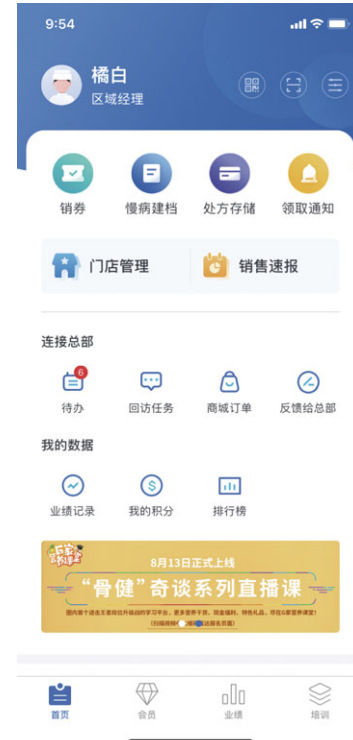 9:54
橘白
区域经理
销券
慢病建档
处方存储
领取通知
门店管理
销售速报
连接总部
6
待办
回访任务
商城订单
反馈给总部
我的数据
业绩记录
我的积分
排行榜
营养课堂
8月13日正式上线
“骨健”奇谈系列直播课
首页
会员
业绩
培训